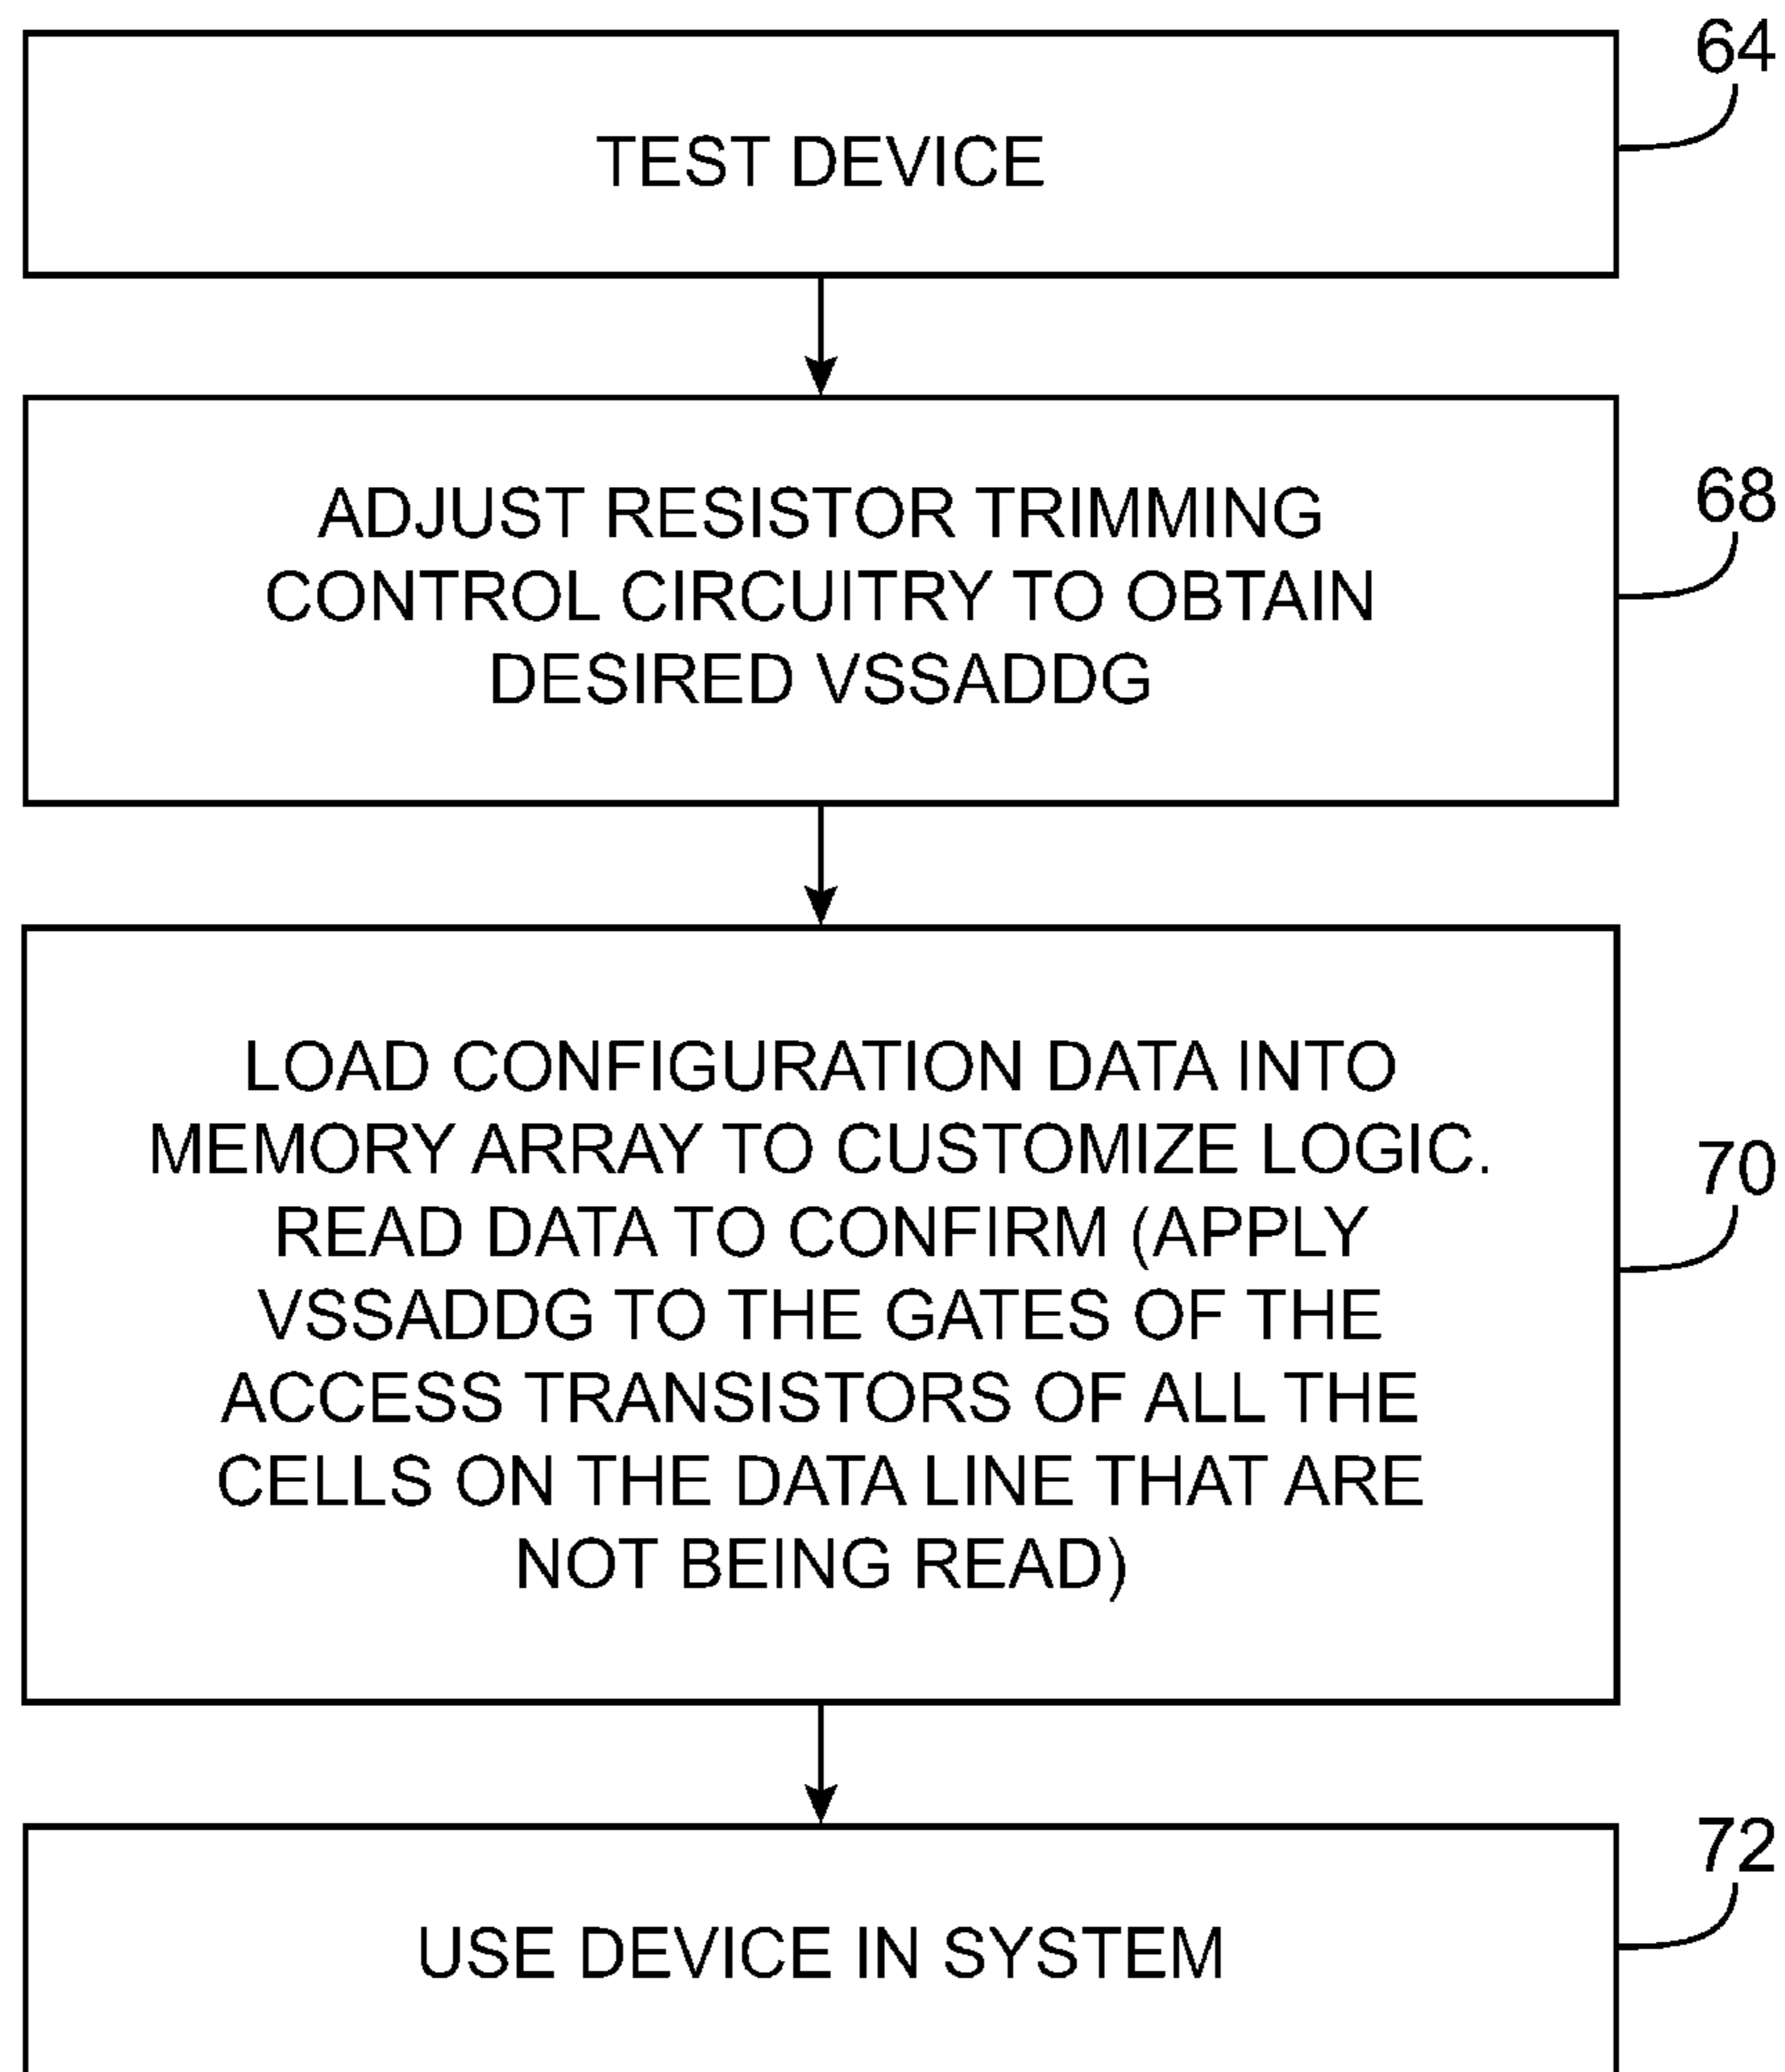 64
TEST DEVICE
68
ADJUST RESISTOR TRIMMING
CONTROL CIRCUITRY TO OBTAIN
DESIRED VSSADDG
LOAD CONFIGURATION DATA INTO
MEMORY ARRAY TO CUSTOMIZE LOGIC.
70
READ DATA TO CONFIRM (APPLY
VSSADDG TO THE GATES OF THE
ACCESS TRANSISTORS OF ALL THE
CELLS ON THE DATA LINE THAT ARE
NOT BEING READ)
72
USE DEVICE IN SYSTEM